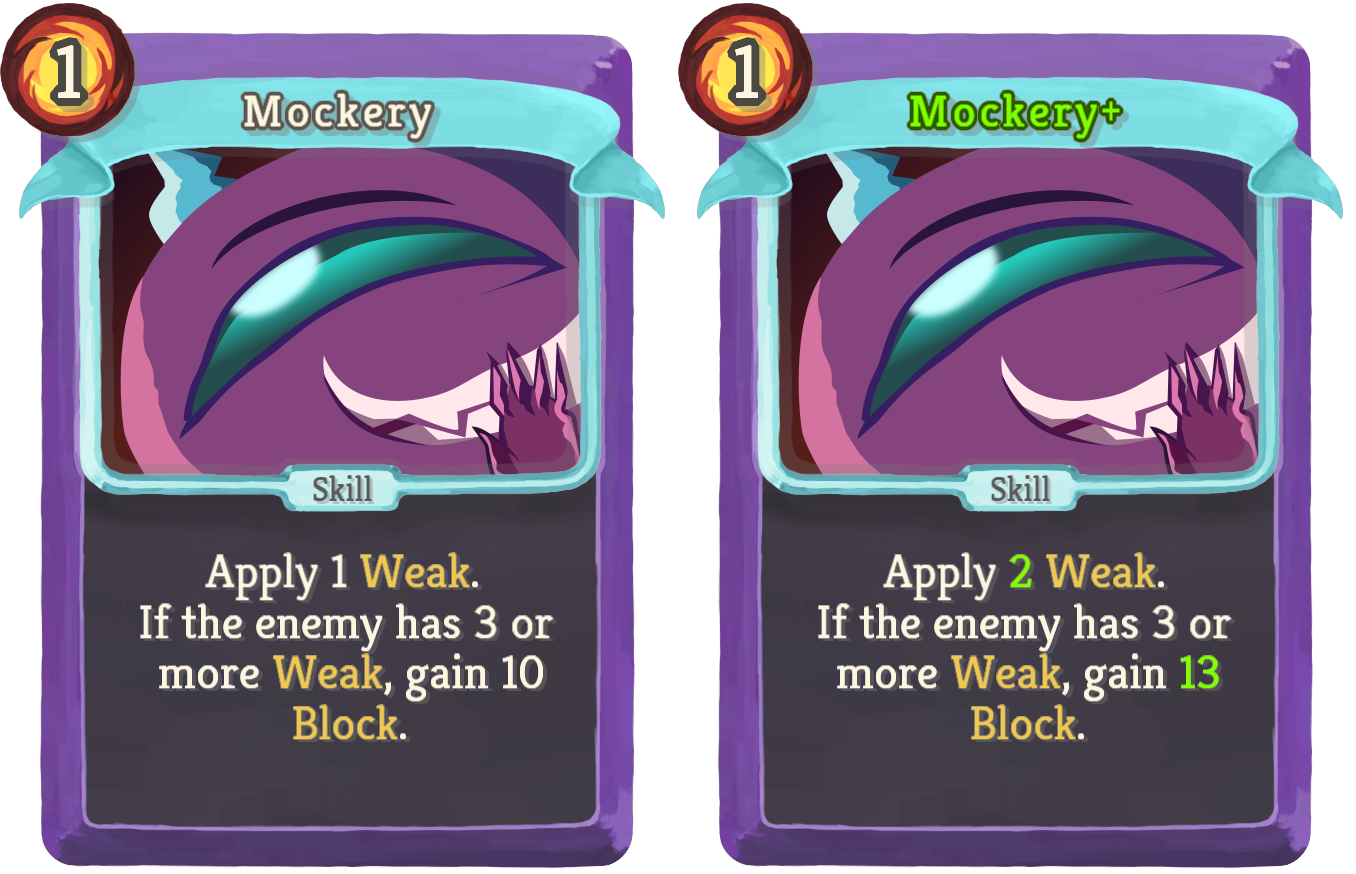 1
Mockery
Skill
Apply 1 Weak.
If the enemy has 3 or
more Weak, gain 10
Block.
1
Mockery+
Skill
Apply 2 Weak.
If the enemy has 3 or
more Weak, gain 13
Block.